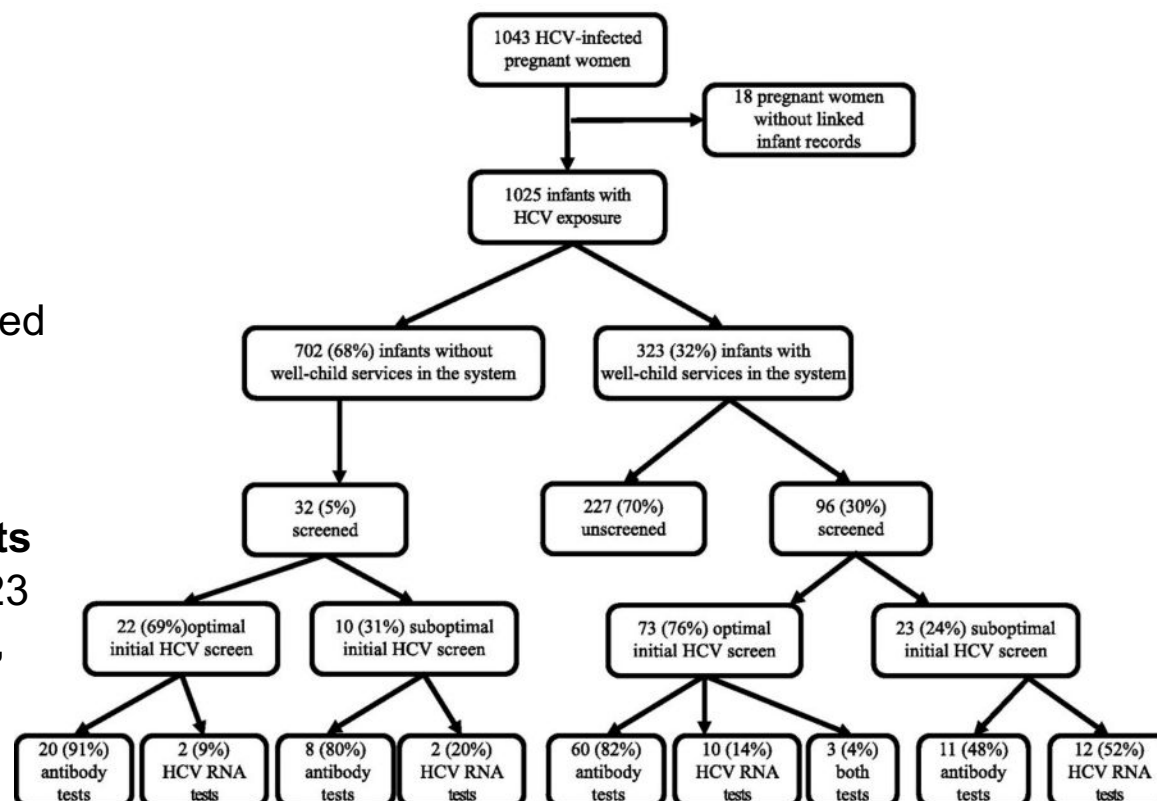 1043 HCV-infected
pregnant women
18 pregnant women
without linked
infant records
1025 infants with
HCV exposure
ed
702 (68%) infants without
well-child services in the system
323 (32%) infants with
well-child services in the system
32 (5%)
screened
227 (70%)
unscreened
96 (30%)
screened
ts
23
,
22 (69%)optimal
initial HCV screen
10 (31%) suboptimal
initial HCV screen
73 (76%) optimal
initial HCV screen
23 (24%) suboptimal
initial HCV screen
20 (91%)
antibody
tests
2 (9%)
HCV RNA
tests
8 (80%)
antibody
tests
2 (20%)
HCV RNA
tests
60 (82%)
antibody
tests
10 (14%)
HCV RNA
tests
3 (4%)
both
tests
11 (48%)
antibody
tests
12 (52%)
HCV RNA
tests